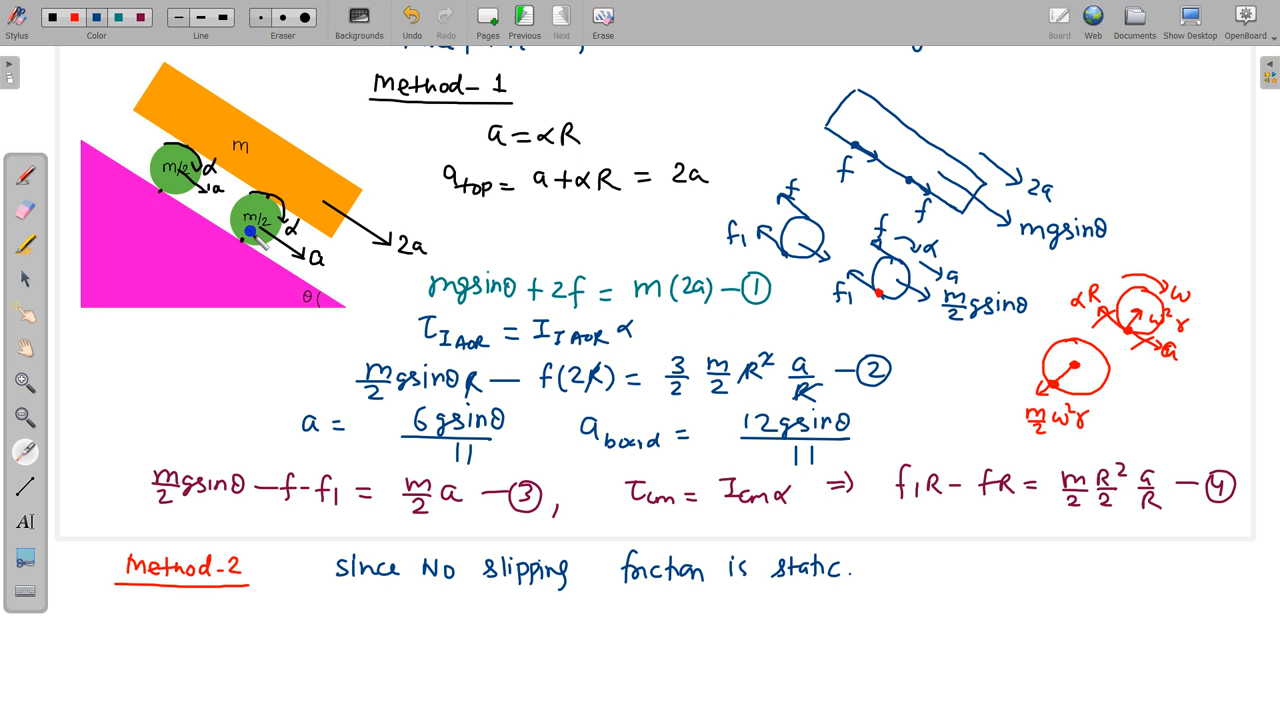 Stylus Color Line Eraser Backgrounds Undo Redo Pages Previous Next Erase Board Web Documents Show Desktop OpenBoard
Method - 1
a = αR
a_top = a + αR = 2a
m
m/2 α
a
m/2 α
a
2a
θ
f
f
2a
mgsinθ
f
f₁
f
α
a
f₁
m/2 gsinθ
ω
αR
ω²r
a
m/2 ω²r
mgsinθ + 2f = m(2a) — ①
τ_IAOR = I_IAOR α
m/2 gsinθ R — f(2R) = 3/2 m/2 R² a/R — ②
a = 6gsinθ/11 a_board = 12gsinθ/11
m/2 gsinθ — f - f₁ = m/2 a — ③, τcm = Icm α ⇒ f₁R - fR = m/2 R²/2 a/R — ④
Method-2 since No slipping friction is static.